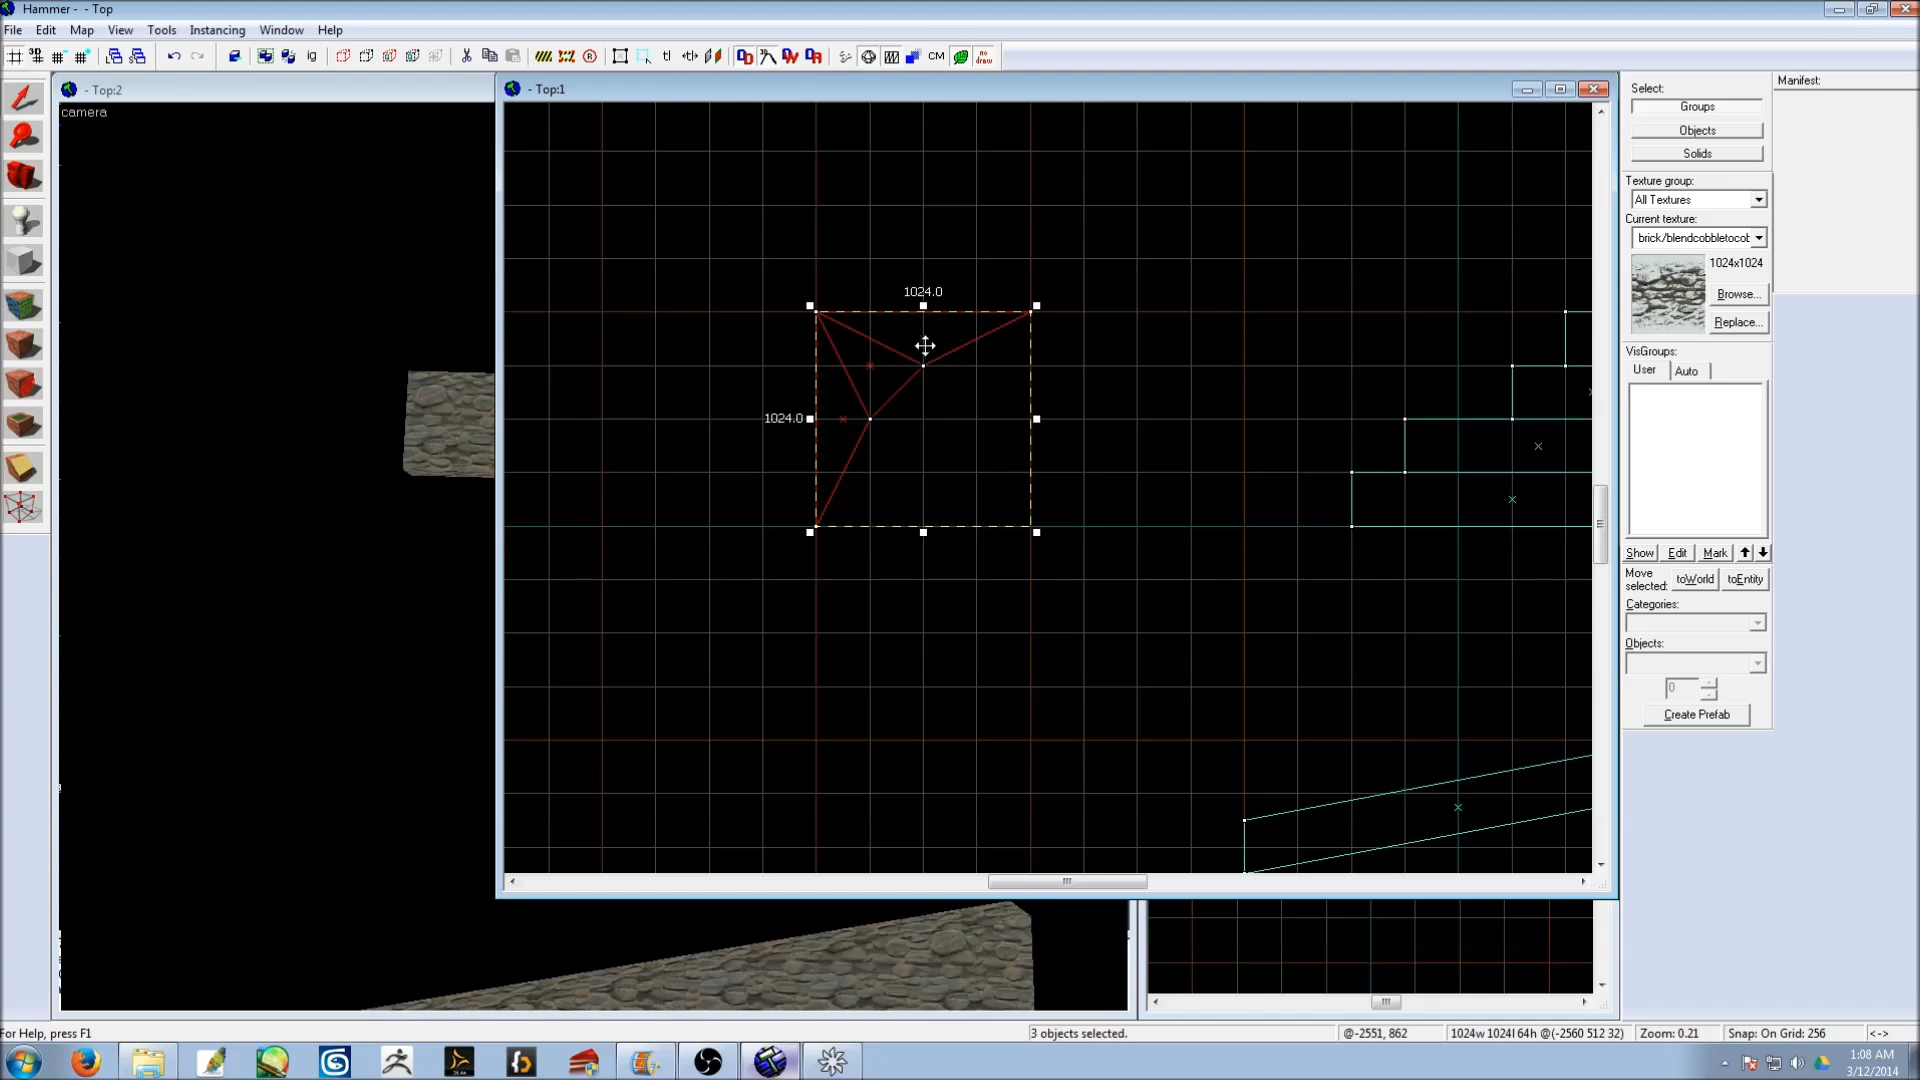 Hammer - - Top
File Edit Map View Tools Instancing Window Help
CM
no draw
- Top:2
camera
- Top:1
1024.0
1024.0
Select:
Groups
Objects
Solids
Texture group:
All Textures
Current texture:
brick/blendcobbletocob
1024x1024
Browse...
Replace...
VisGroups:
User Auto
Show Edit Mark
Move selected: toWorld toEntity
Categories:
Objects:
0
Create Prefab
Manifest:
For Help, press F1
3 objects selected.
@-2551, 862
1024w 1024l 64h @(-2560 512 32)
Zoom: 0.21
Snap: On Grid: 256
<->
1:08 AM
3/12/2014